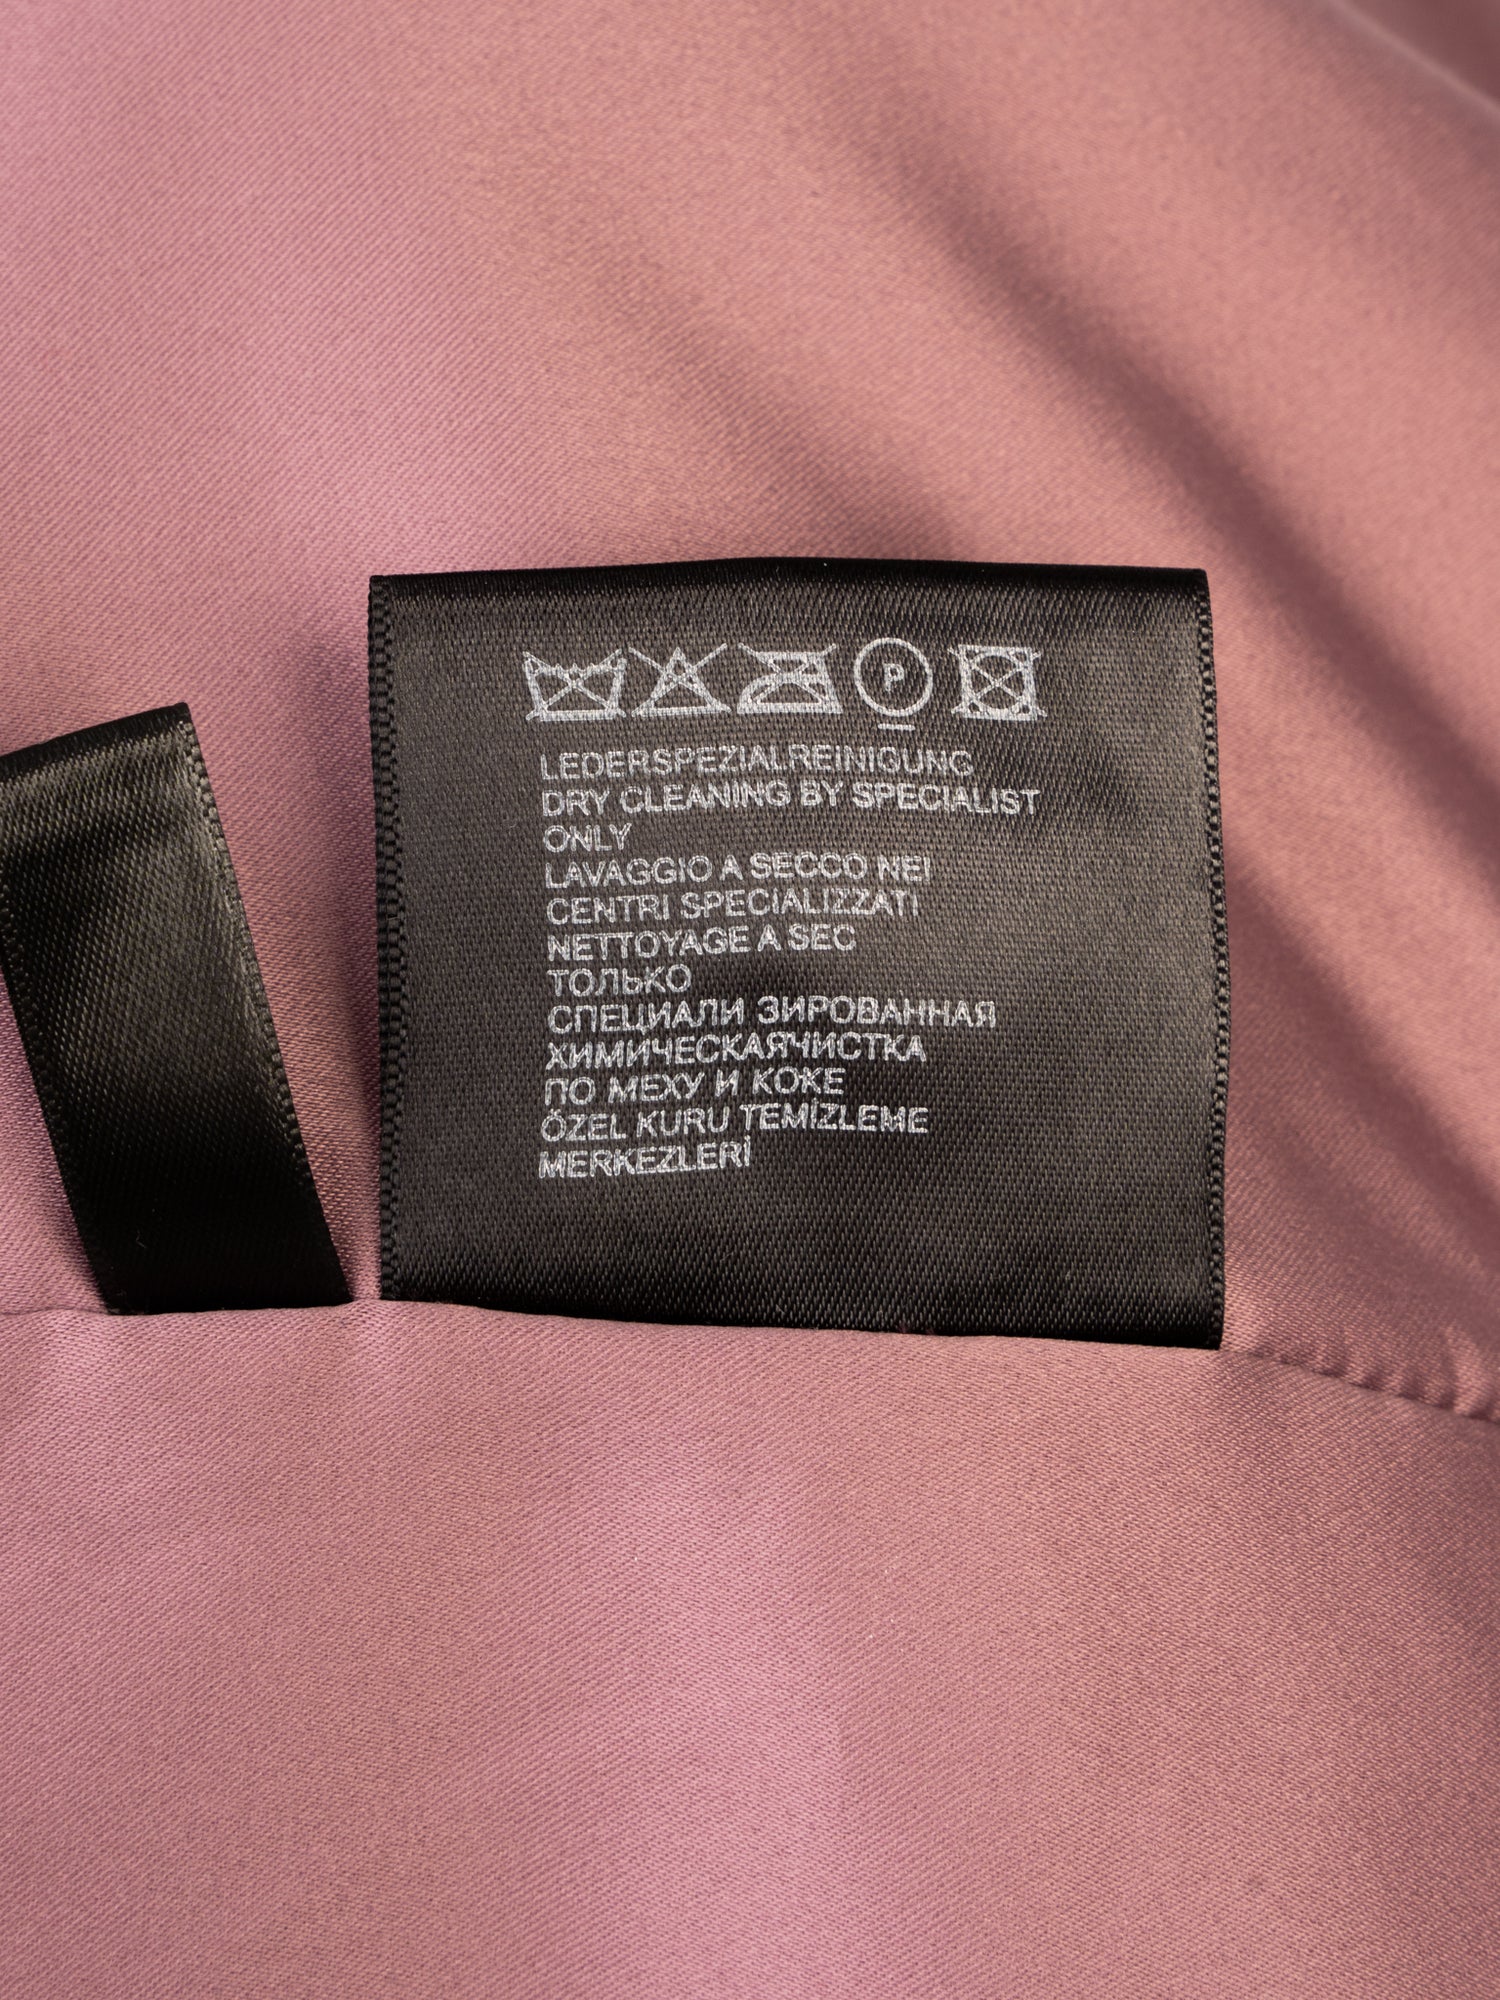 P
LEDERSPEZIALREINIGUNG
DRY CLEANIING BY SPECIALIST
ONLY
LAVAGGIO A SECCO NEI
CENTRI SPECIALIZZATI
NETTOYAGE A SEC
ТОЛЬКО
СПЕЦИАЛИ ЗИРОВАННАЯ
ХИМИЧЕСКАЯЧИСТКА
ПО МЕХУ И КОКЕ
ÖZEL KURU TEMİZLEME
MERKEZLERİ